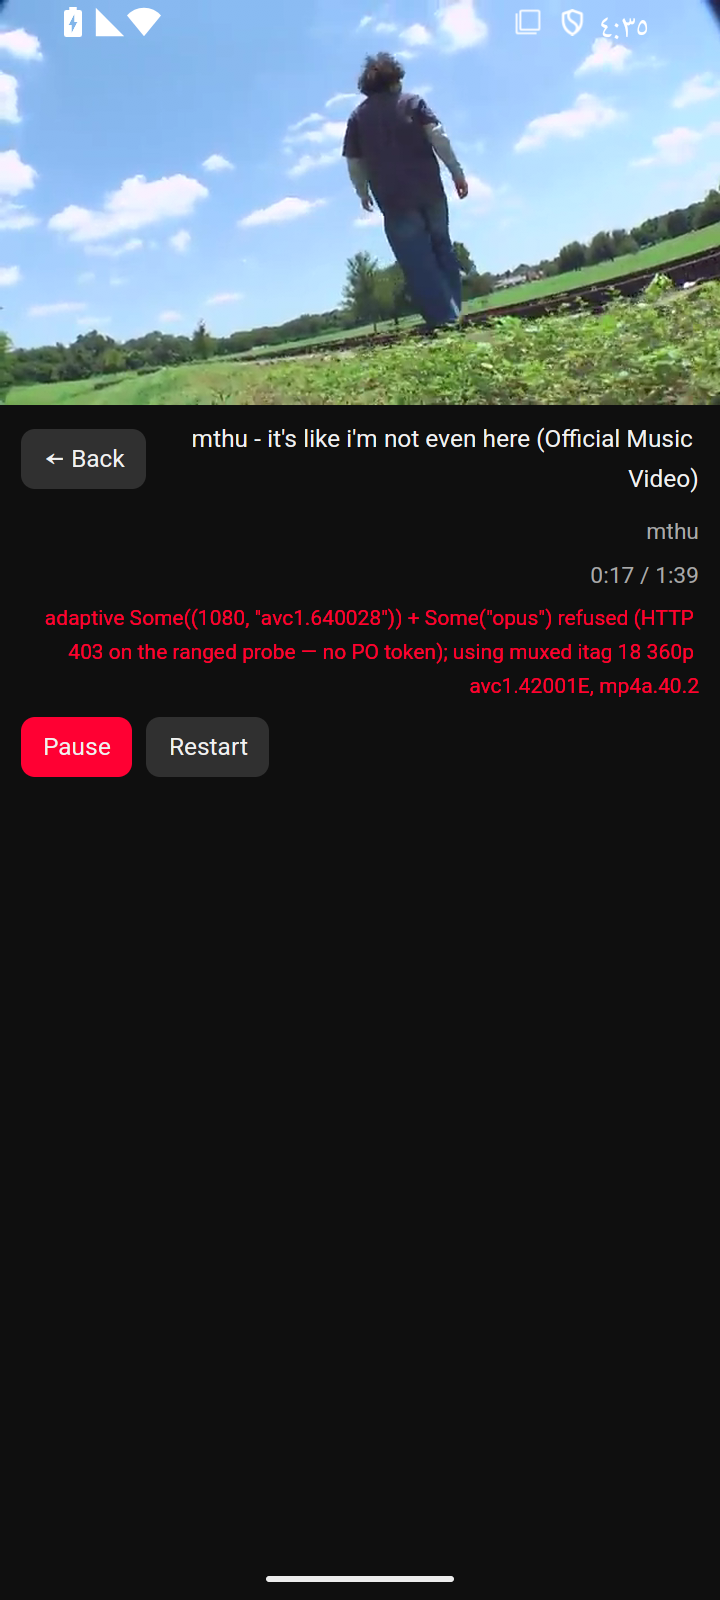 ٤:٣٥
← Back
mthu - it's like i'm not even here (Official Music
Video)
mthu
0:17 / 1:39
adaptive Some((1080, "avc1.640028")) + Some("opus") refused (HTTP
403 on the ranged probe — no PO token); using muxed itag 18 360p
avc1.42001E, mp4a.40.2
Pause
Restart